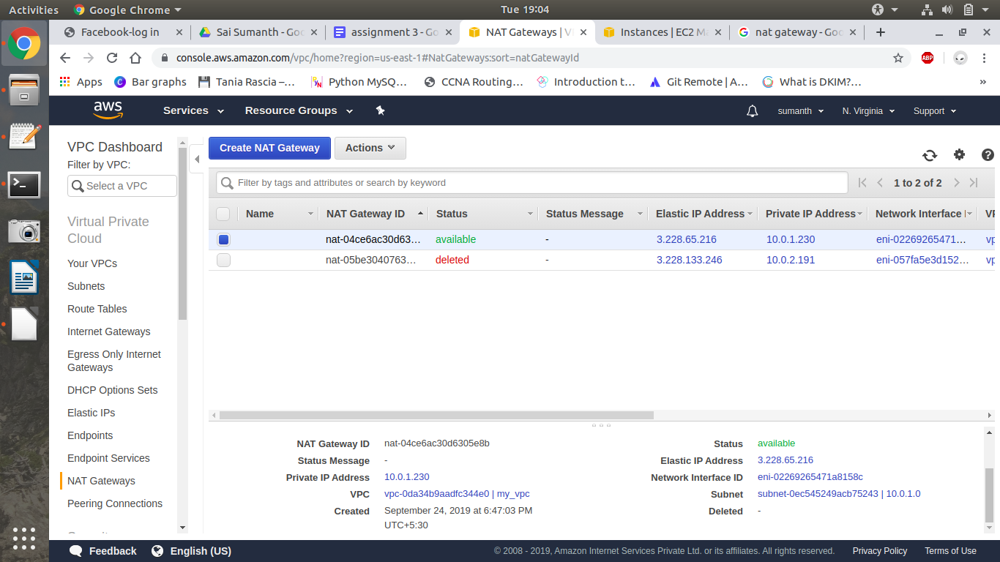 Activities Google Chrome Tue 19:04
Facebook-log in Sai Sumanth - Goo assignment 3 - Go NAT Gateways | V Instances | EC2 Ma nat gateway - Goo
console.aws.amazon.com/vpc/home?region=us-east-1#NatGateways:sort=natGatewayId ABP
Apps Bar graphs Tania Rascia –... Python MySQ... CCNA Routing... Introduction t... Git Remote | A... What is DKIM?... »
aws Services Resource Groups sumanth N. Virginia Support
VPC Dashboard
Filter by VPC:
Select a VPC
Virtual Private
Cloud
Your VPCs
Subnets
Route Tables
Internet Gateways
Egress Only Internet
Gateways
DHCP Options Sets
Elastic IPs
Endpoints
Endpoint Services
NAT Gateways
Peering Connections
Create NAT Gateway Actions
Filter by tags and attributes or search by keyword 1 to 2 of 2
Name NAT Gateway ID Status Status Message Elastic IP Address Private IP Address Network Interface I VP
nat-04ce6ac30d63... available - 3.228.65.216 10.0.1.230 eni-02269265471... vp
nat-05be3040763... deleted - 3.228.133.246 10.0.2.191 eni-057fa5e3d152... vp
NAT Gateway ID nat-04ce6ac30d6305e8b Status available
Status Message - Elastic IP Address 3.228.65.216
Private IP Address 10.0.1.230 Network Interface ID eni-02269265471a8158c
VPC vpc-0da34b9aadfc344e0 | my_vpc Subnet subnet-0ec545249acb75243 | 10.0.1.0
Created September 24, 2019 at 6:47:03 PM Deleted -
UTC+5:30
Feedback English (US) © 2008 - 2019, Amazon Internet Services Private Ltd. or its affiliates. All rights reserved. Privacy Policy Terms of Use